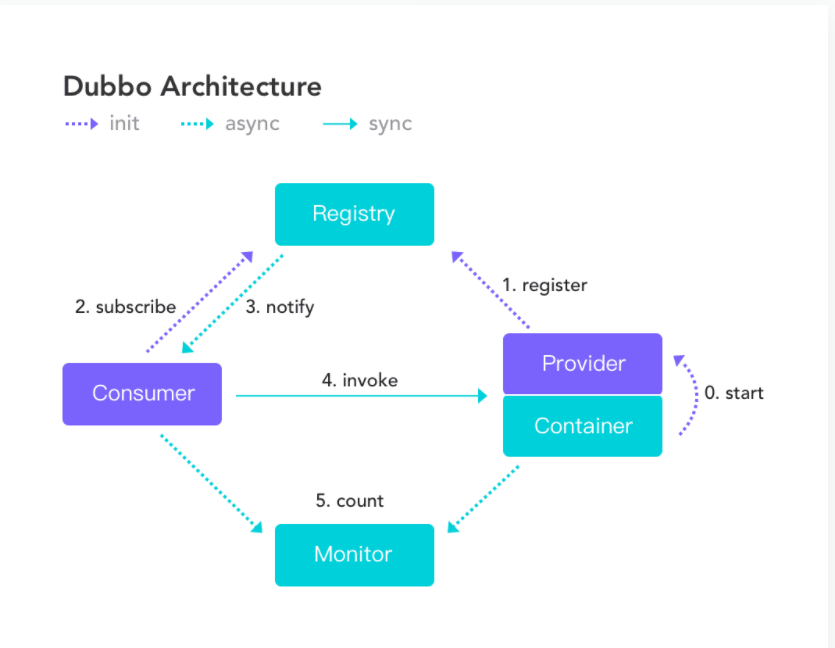 Dubbo Architecture
init async sync
Registry
1. register
2. subscribe 3. notify
Provider
4. invoke
Consumer
0. start
Container
5. count
Monitor